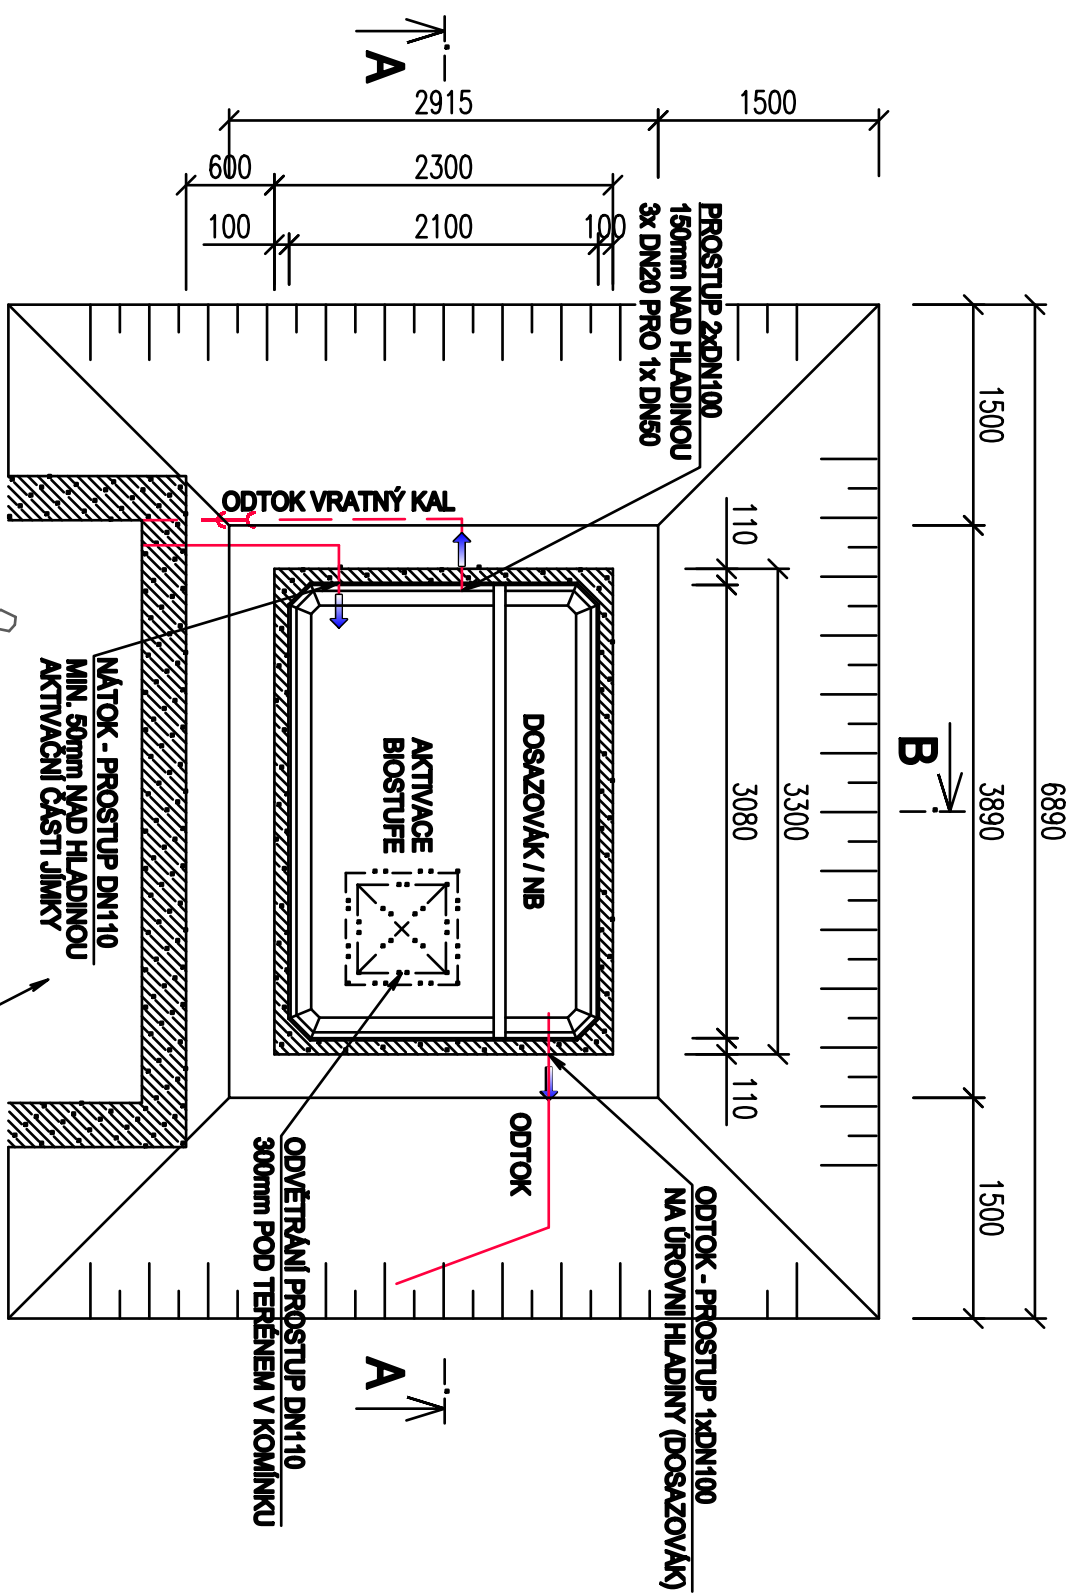 A
2915
1500
600
2300
100
2100
100
PROSTUP 2xDN100
150mm NAD HLADINOU
3x DN20 PRO 1x DN50
6890
1500
3890
1500
3300
110
3080
110
B
ODTOK VRATNÝ KAL
DOSAZOVÁK / NB
AKTIVACE
BIOSTUFE
NÁTOK - PROSTUP DN110
MIN. 50mm NAD HLADINOU
AKTIVAČNÍ ČÁSTI JÍMKY
ODTOK
ODTOK - PROSTUP 1xDN100
NA ÚROVNI HLADINY (DOSAZOVÁK)
ODVĚTRÁNÍ PROSTUP DN110
300mm POD TERÉNEM V KOMÍNKU
A